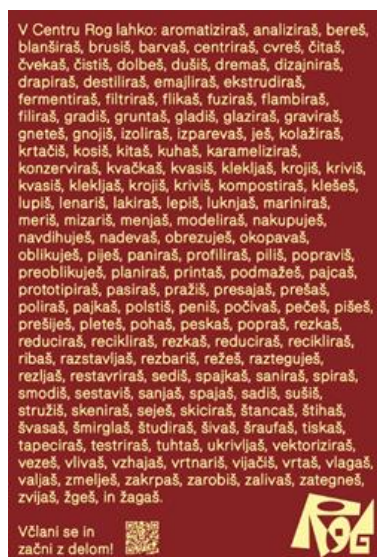 V Centru Rog lahko: aromatiziraš, analiziraš, bereš,
blanširaš, brusiš, barvaš, centriraš, cvreš, čitaš,
čvekaš, čistiš, dolbeš, dušiš, dremaš, dizajniraš,
drapiraš, destiliraš, emajliraš, ekstrudiraš,
fermentiraš, filtriraš, flikaš, fuziraš, flambiraš,
filiraš, gradiš, gruntaš, gladiš, glaziraš, graviraš,
gneteš, gnojiš, izoliraš, izparevaš, ješ, kolažiraš,
krtačiš, kosiš, kitaš, kuhaš, karameliziraš,
konzerviraš, kvačkaš, kvasiš, klekljaš, krojiš, kriviš,
kvasiš, klekljaš, krojiš, kriviš, kompostiraš, klešeš,
lupiš, lenariš, lakiraš, lepiš, luknjaš, mariniraš,
meriš, mizariš, menjaš, modeliraš, nakupuješ,
navdihuješ, nadevaš, obrezuješ, okopavaš,
oblikuješ, piješ, paniraš, profiliraš, piliš, popraviš,
preoblikuješ, planiraš, printaš, podmažeš, pajcaš,
prototipiraš, pasiraš, pražiš, presajaš, prešaš,
poliraš, pajkaš, polstiš, peniš, počivaš, pečeš, pišeš,
prešiješ, pleteš, pohaš, peskaš, popraš, rezkaš,
reduciraš, recikliraš, rezkaš, reduciraš, recikliraš,
ribaš, razstavljaš, rezbariš, režeš, razteguješ,
rezljaš, restavriraš, sediš, spajkaš, saniraš, spiraš,
smodiš, sestaviš, sanjaš, spajaš, sadiš, sušiš,
stružiš, skeniraš, seješ, skiciraš, štancaš, štihaš,
švasaš, šmirglaš, študiraš, šivaš, šraufaš, tiskaš,
tapeciraš, testriraš, tuhtaš, ukrivljaš, vektoriziraš,
vezeš, vlivaš, vzhajaš, vrtnariš, vijačiš, vrtaš, vlagaš,
valjaš, zmelješ, zakrpaš, zarobiš, zalivaš, zategneš,
zvijaš, žgeš, in žagaš.
Včlani se in
začni z delom!
ROG